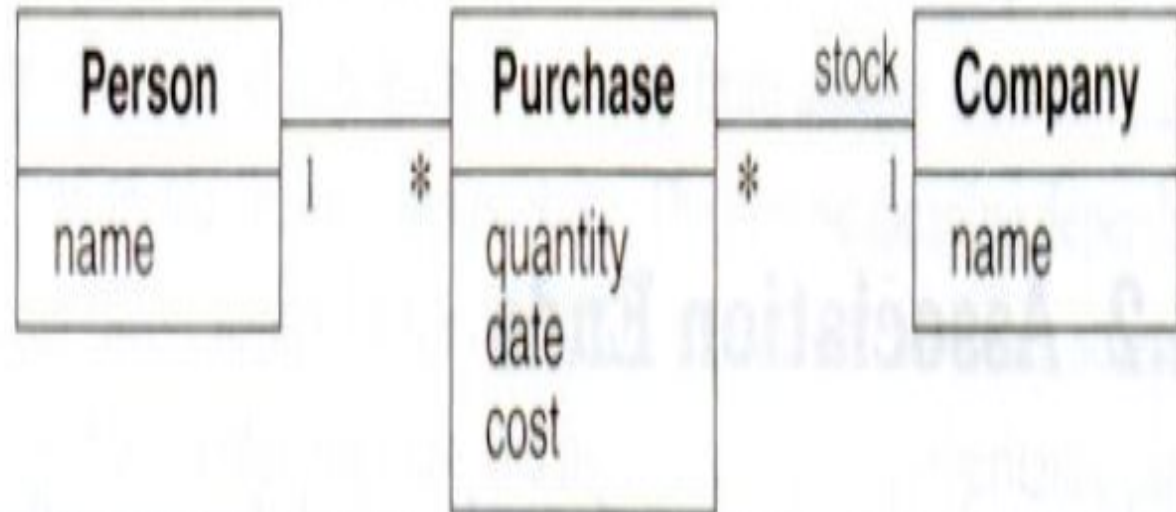 Person
Purchase
stock
Company
1
*
*
1
name
quantity
name
date
cost